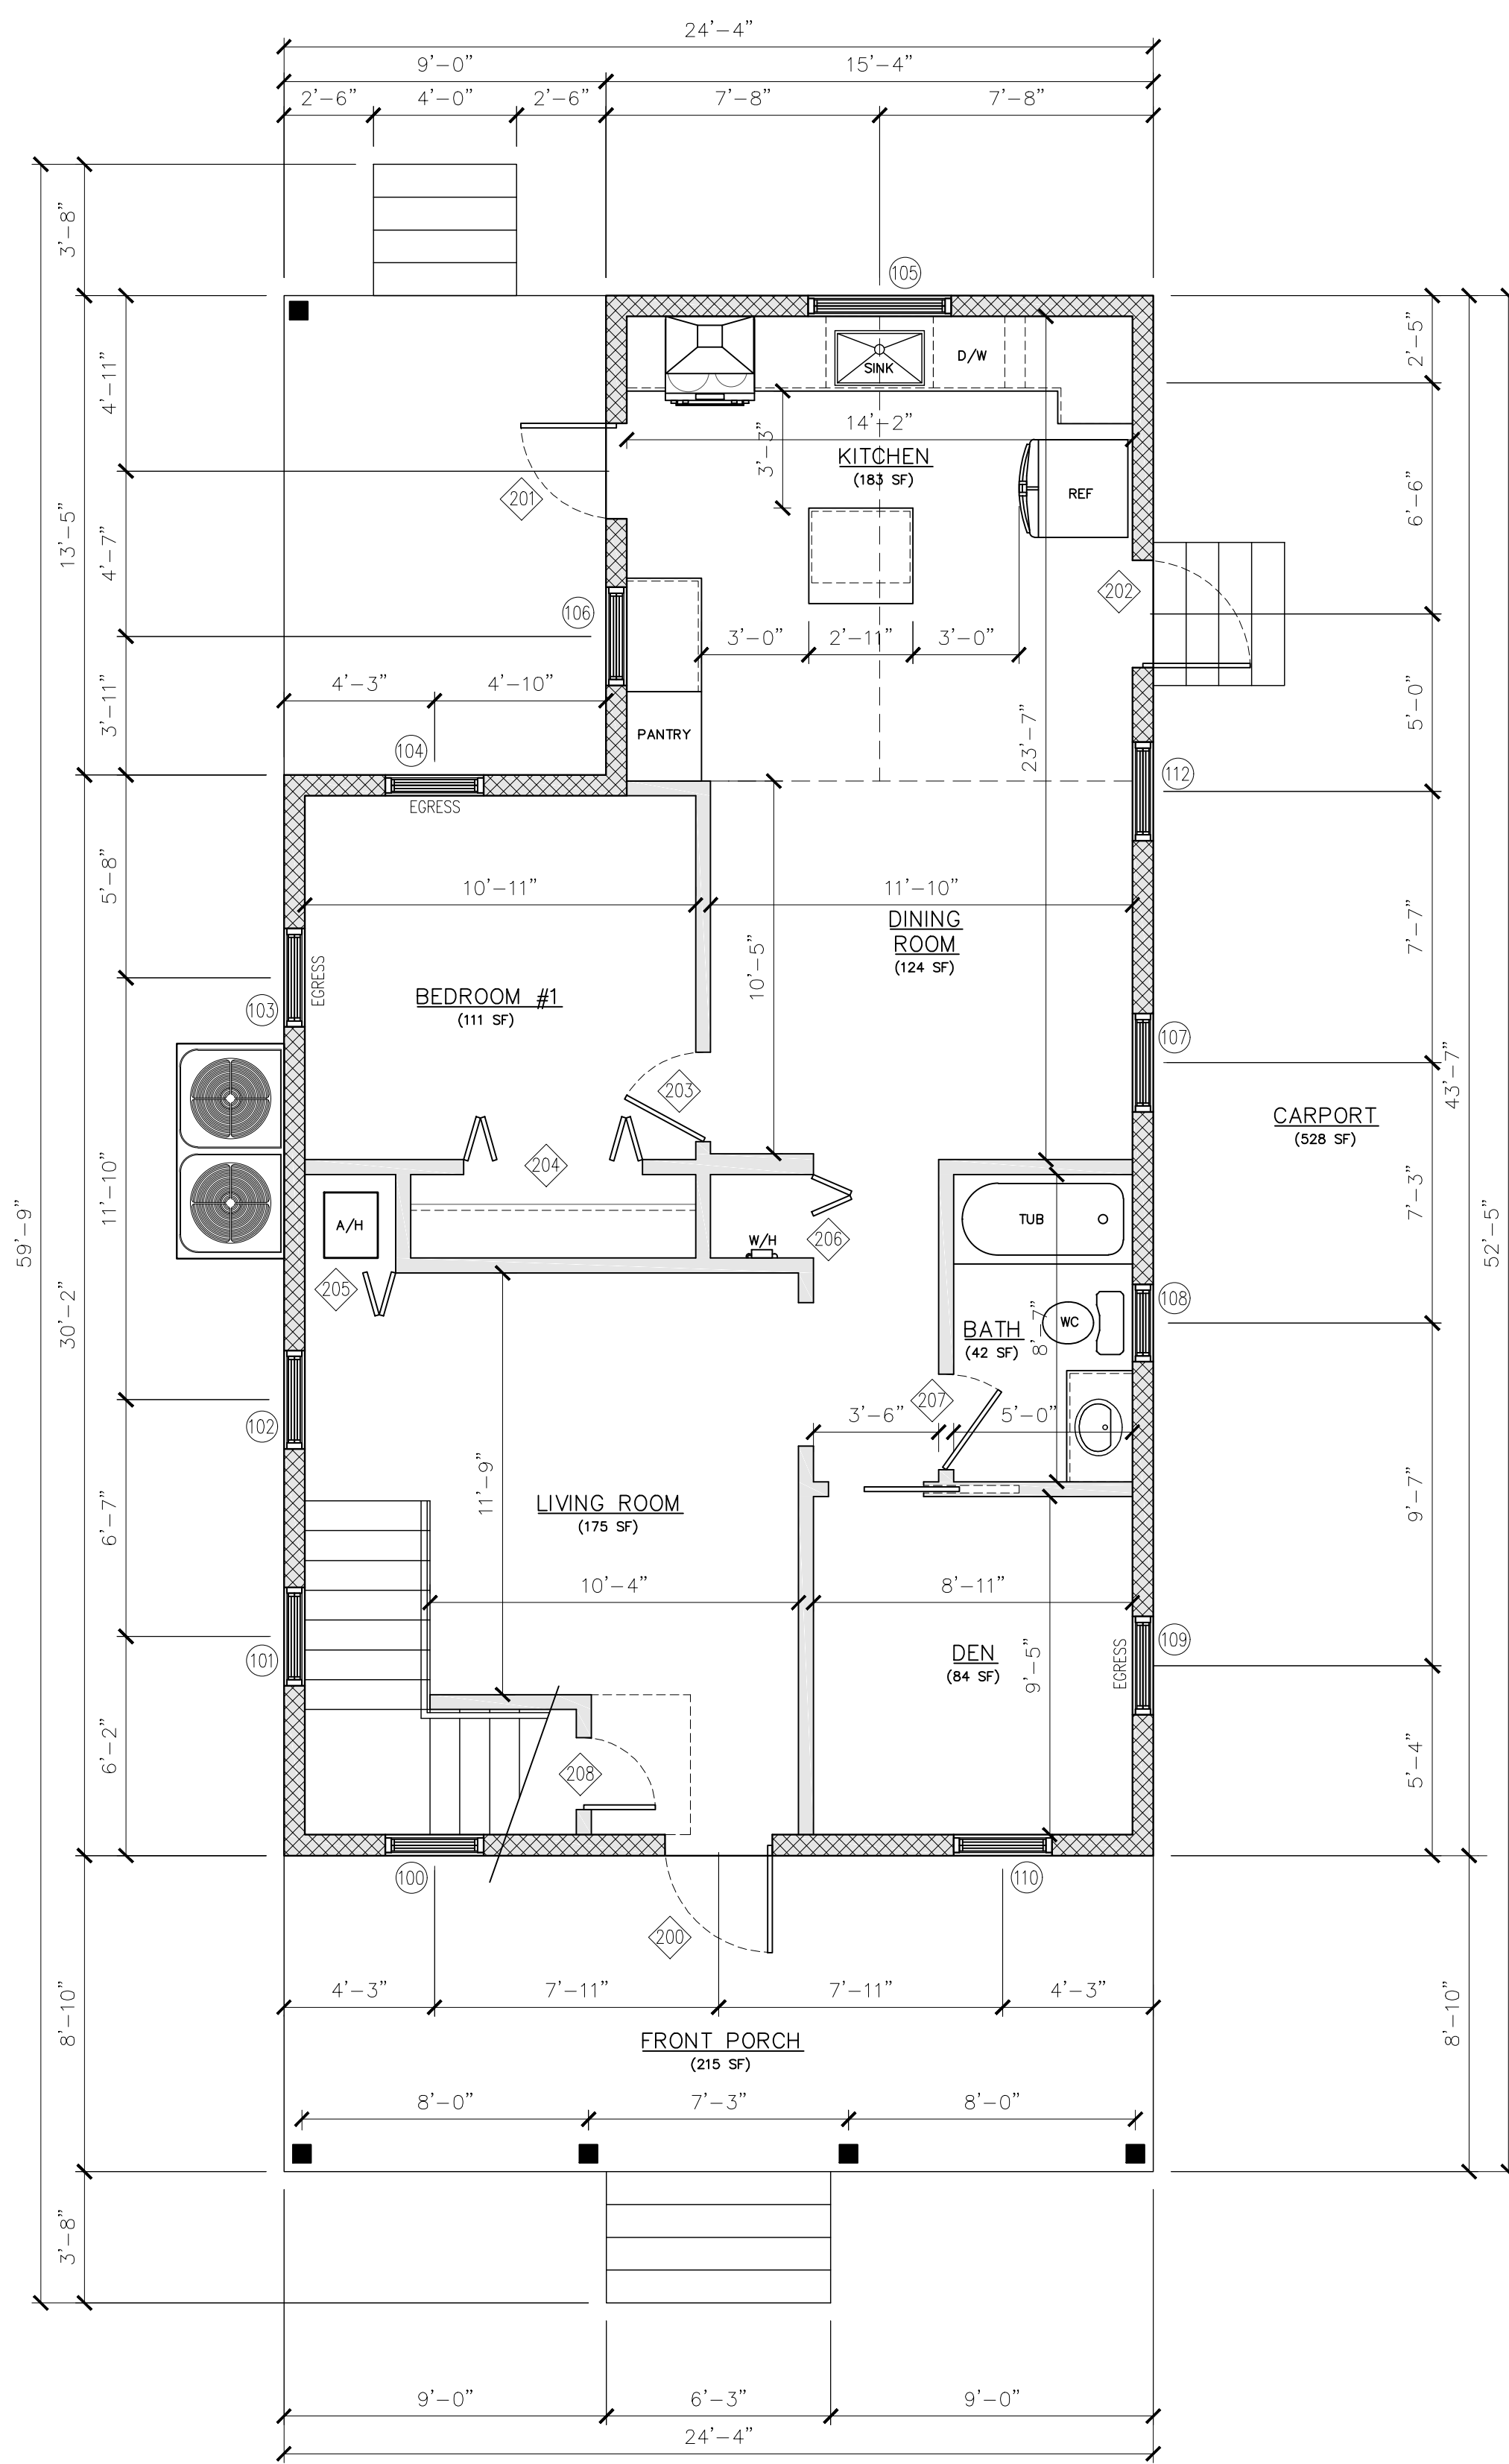 24'-4"
9'-0"
15'-4"
2'-6"
4'-0"
2'-6"
7'-8"
7'-8"
3'-8"
105
2'-5"
4'-11"
SINK
D/W
14'-2"
3'-3"
KITCHEN
(183 SF)
REF
201
6'-6"
13'-5"
4'-7"
106
202
3'-0"
2'-11"
3'-0"
4'-3"
4'-10"
3'-11"
5'-0"
PANTRY
23'-7"
104
112
EGRESS
5'-8"
10'-11"
11'-10"
DINING
ROOM
(124 SF)
7'-7"
10'-5"
EGRESS
BEDROOM #1
(111 SF)
103
107
43'-7"
203
CARPORT
(528 SF)
204
11'-10"
7'-3"
59'-9"
52'-5"
A/H
W/H
206
TUB
205
30'-2"
108
BATH
(42 SF)
8'-7"
WC
207
102
3'-6"
5'-0"
11'-9"
9'-7"
6'-7"
LIVING ROOM
(175 SF)
10'-4"
8'-11"
101
DEN
(84 SF)
9'-5"
EGRESS
109
6'-2"
5'-4"
208
100
110
200
4'-3"
7'-11"
7'-11"
4'-3"
8'-10"
8'-10"
FRONT PORCH
(215 SF)
8'-0"
7'-3"
8'-0"
3'-8"
9'-0"
6'-3"
9'-0"
24'-4"